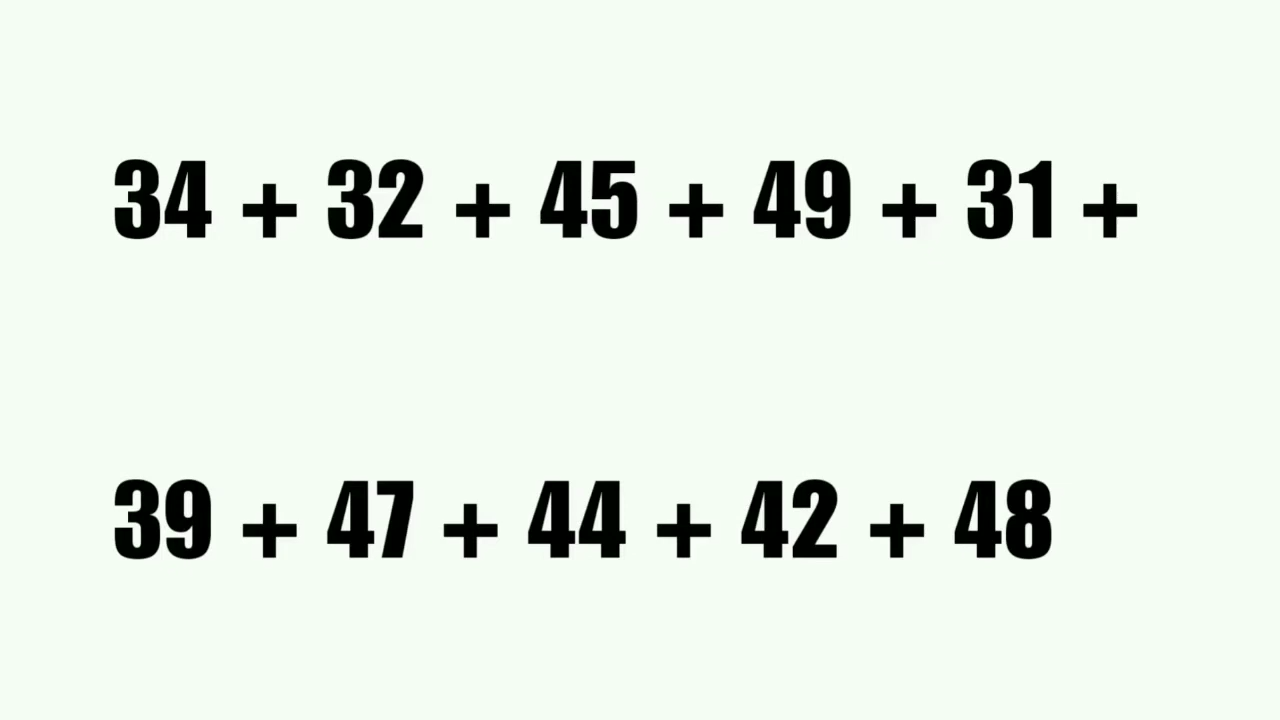 34 + 32 + 45 + 49 + 31 +
39 + 47 + 44 + 42 + 48